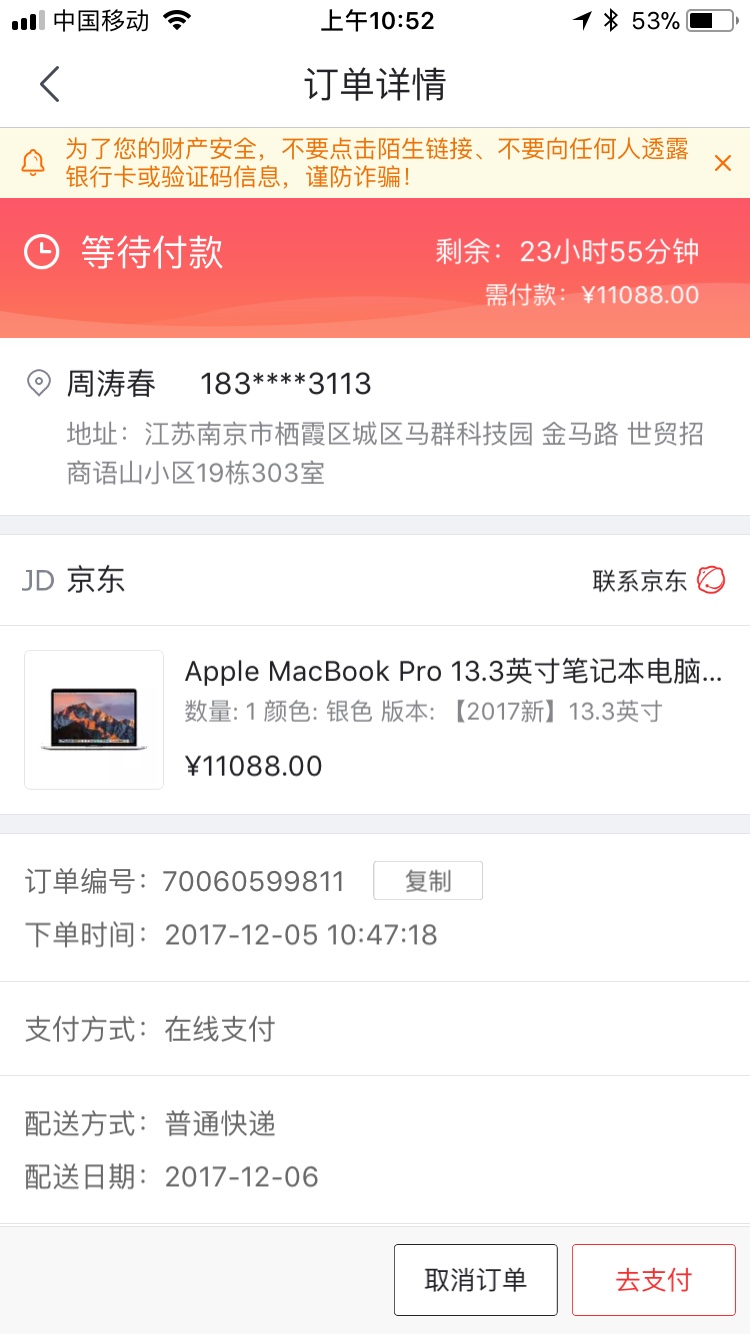 中国移动 上午10:52 53%
订单详情
为了您的财产安全，不要点击陌生链接、不要向任何人透露
银行卡或验证码信息，谨防诈骗！
等待付款 剩余：23小时55分钟
需付款：¥11088.00
周涛春 183****3113
地址：江苏南京市栖霞区城区马群科技园 金马路 世贸招
商语山小区19栋303室
JD 京东 联系京东
Apple MacBook Pro 13.3英寸笔记本电脑...
数量: 1 颜色: 银色 版本: 【2017新】13.3英寸
¥11088.00
订单编号：70060599811 复制
下单时间：2017-12-05 10:47:18
支付方式：在线支付
配送方式：普通快递
配送日期：2017-12-06
取消订单 去支付